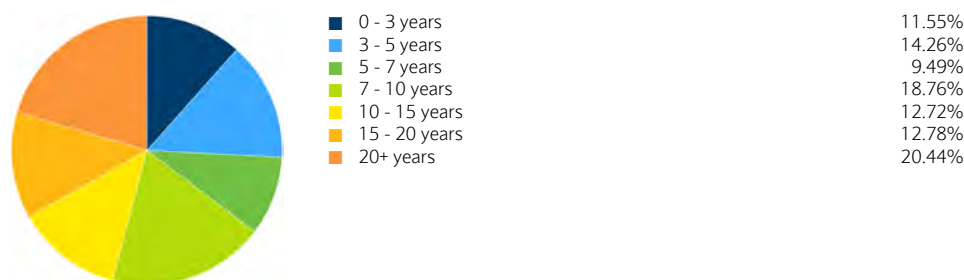 0 - 3 years 11.55%
3 - 5 years 14.26%
5 - 7 years 9.49%
7 - 10 years 18.76%
10 - 15 years 12.72%
15 - 20 years 12.78%
20+ years 20.44%